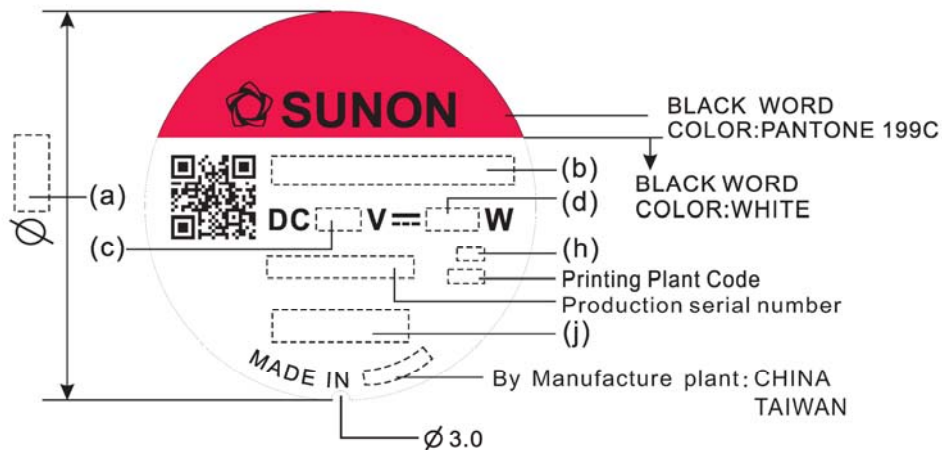 SUNON
BLACK WORD
COLOR:PANTONE 199C
(a)
(b)
BLACK WORD
COLOR:WHITE
(d)
DC V⎓ W
(c)
(h)
Printing Plant Code
Production serial number
(j)
MADE IN
By Manufacture plant: CHINA
TAIWAN
Ø
Ø 3.0